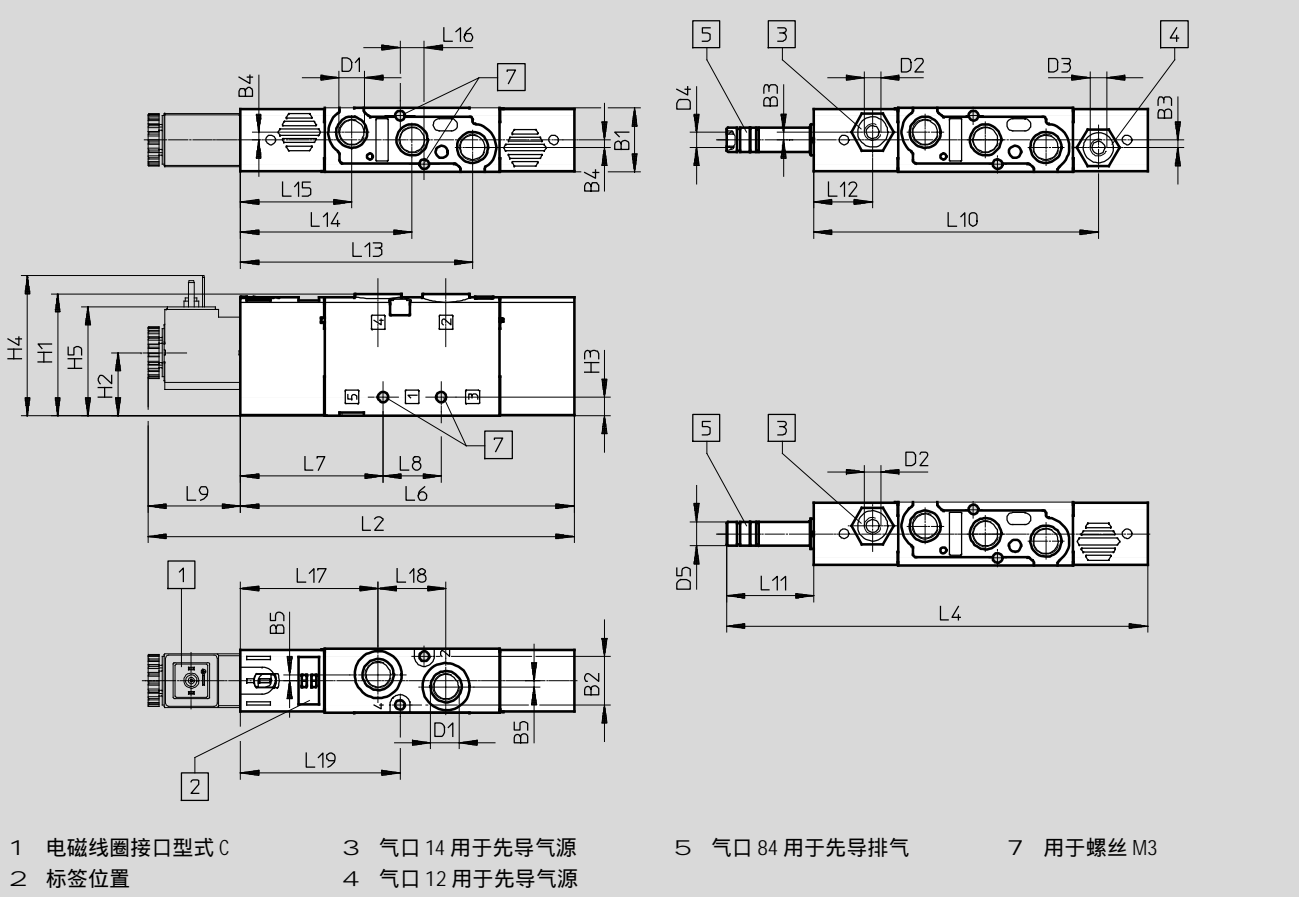 L16
D1
7
B4
B1
B4
L15
L14
L13
5
3
4
D2
D3
D4
B3
B3
L12
L10
H4
H1
H5
H2
H3
4
2
5
1
3
7
L7
L8
L9
L6
L2
5
3
D2
D5
L11
L4
1
L17
L18
B5
2
4
B2
D1
B5
L19
2
1 电磁线圈接口型式 C
2 标签位置
3 气口 14 用于先导气源
4 气口 12 用于先导气源
5 气口 84 用于先导排气
7 用于螺丝 M3